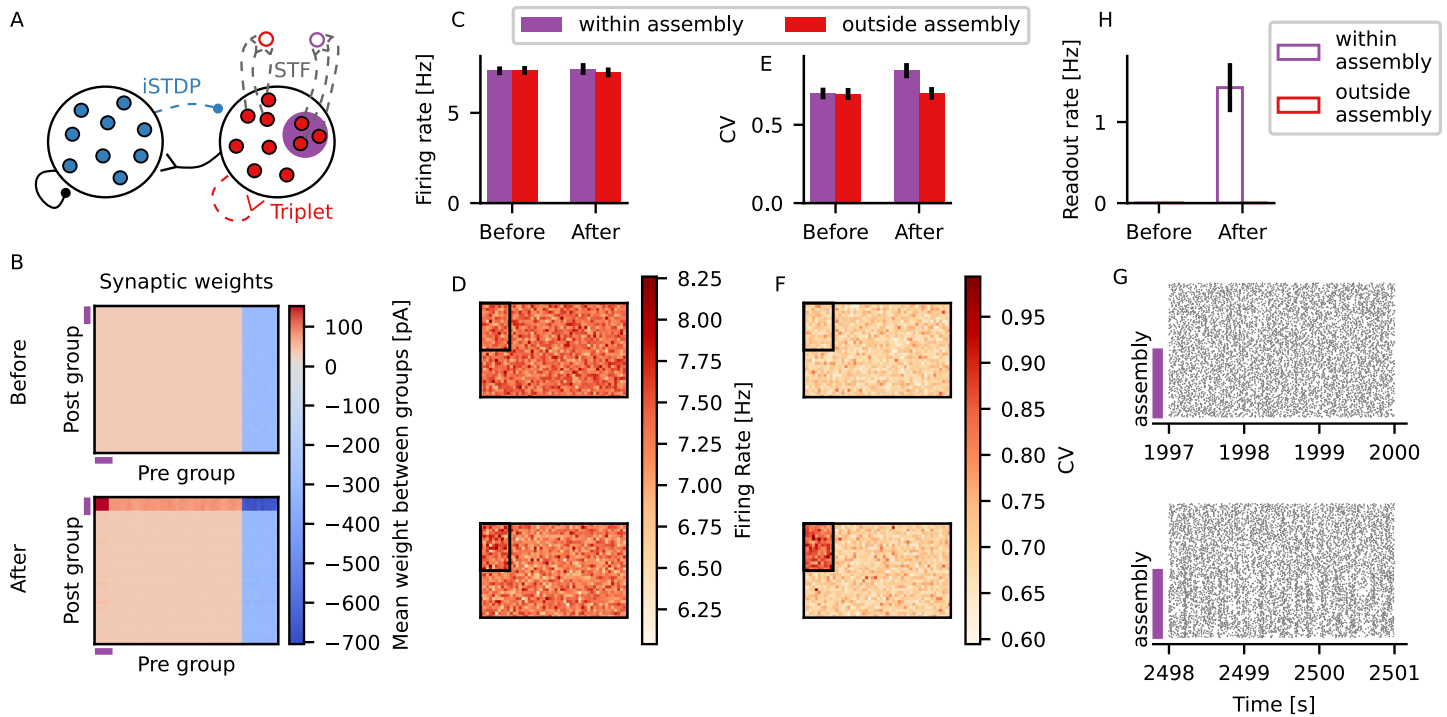 A
iSTDP
STF
Triplet
B
Synaptic weights
Before
Post group
Pre group
After
Post group
Pre group
100
0
−100
−200
−300
−400
−500
−600
−700
Mean weight between groups [pA]
C
within assembly
outside assembly
Firing rate [Hz]
5
0
Before
After
E
CV
0.5
0.0
Before
After
H
Readout rate [Hz]
1
0
Before
After
within
assembly
outside
assembly
D
8.25
8.00
7.75
7.50
7.25
7.00
6.75
6.50
6.25
Firing Rate [Hz]
F
0.95
0.90
0.85
0.80
0.75
0.70
0.65
0.60
CV
G
assembly
1997
1998
1999
2000
assembly
2498
2499
2500
2501
Time [s]